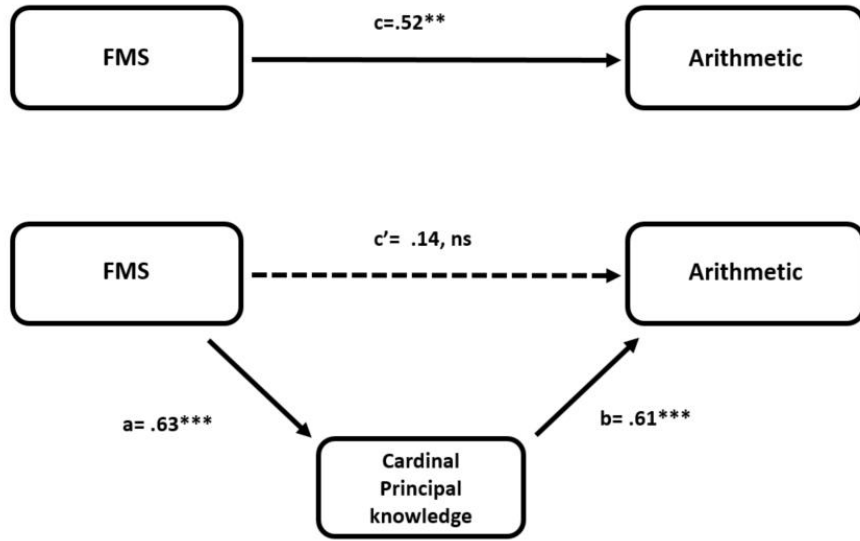 c=.52**
FMS
Arithmetic
c’= .14, ns
FMS
Arithmetic
a= .63***
b= .61***
Cardinal
Principal
knowledge